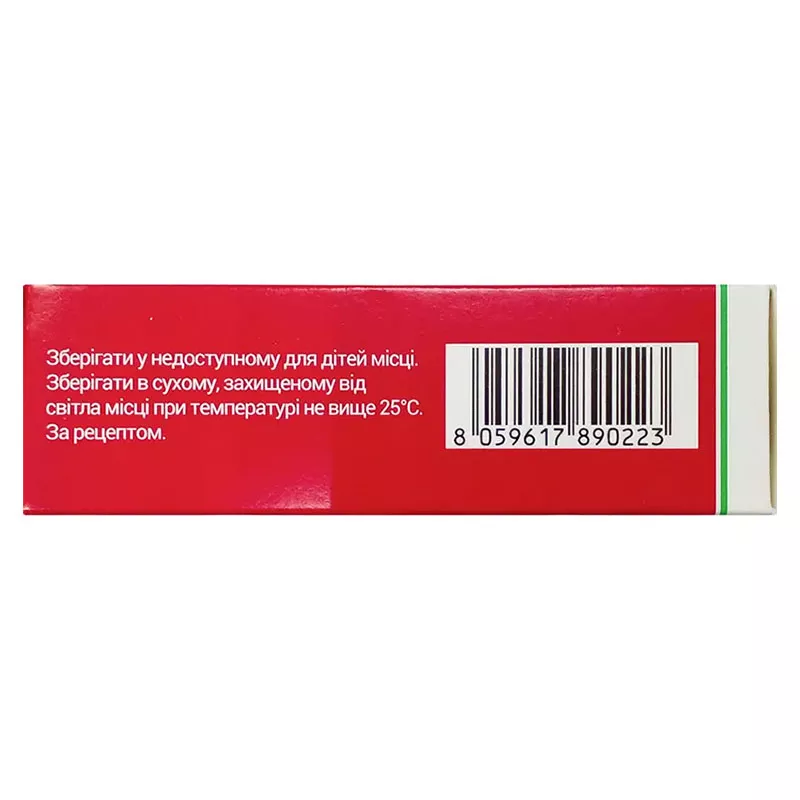 Зберігати у недоступному для дітей місці.
Зберігати в сухому, захищеному від
світла місці при температурі не вище 25°C.
За рецептом.
8 059617 890223